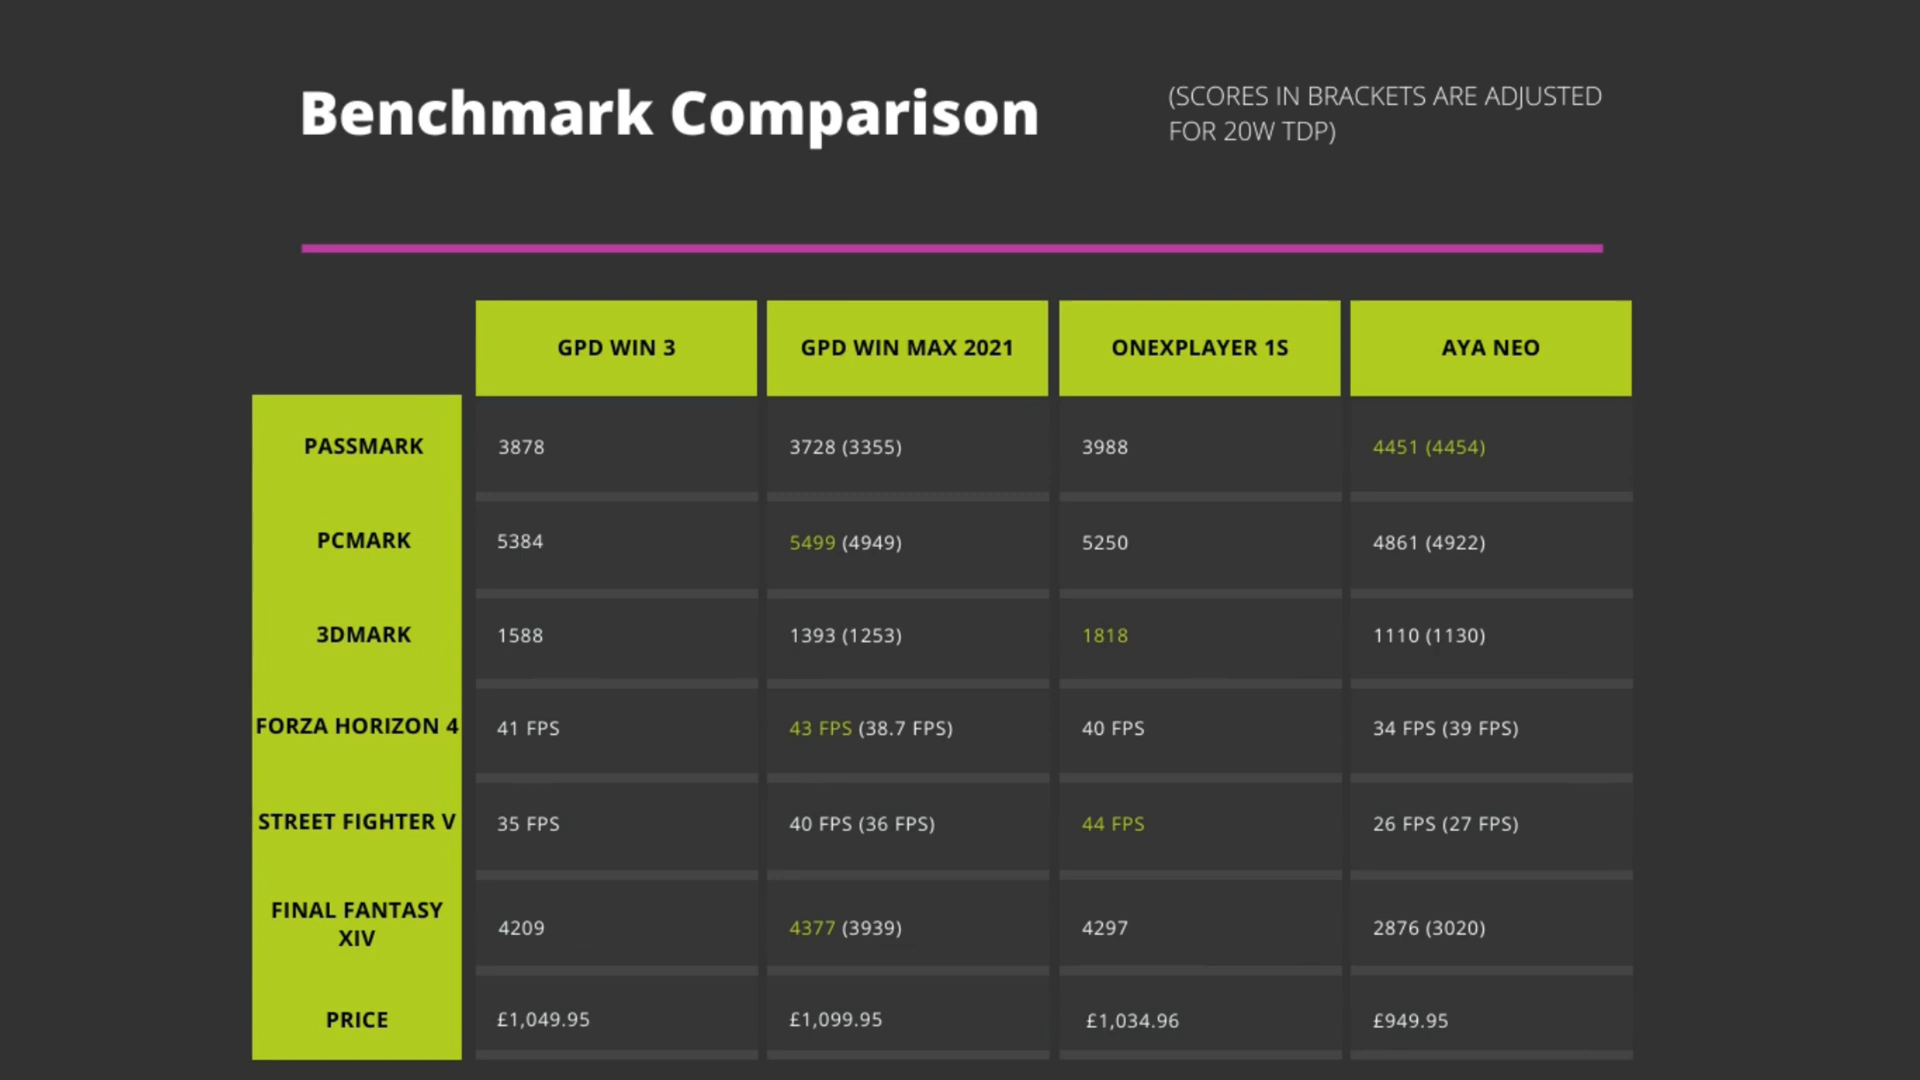 Benchmark Comparison
(SCORES IN BRACKETS ARE ADJUSTED
FOR 20W TDP)
GPD WIN 3 GPD WIN MAX 2021 ONEXPLAYER 1S AYA NEO
PASSMARK 3878 3728 (3355) 3988 4451 (4454)
PCMARK 5384 5499 (4949) 5250 4861 (4922)
3DMARK 1588 1393 (1253) 1818 1110 (1130)
FORZA HORIZON 4 41 FPS 43 FPS (38.7 FPS) 40 FPS 34 FPS (39 FPS)
STREET FIGHTER V 35 FPS 40 FPS (36 FPS) 44 FPS 26 FPS (27 FPS)
FINAL FANTASY
XIV 4209 4377 (3939) 4297 2876 (3020)
PRICE £1,049.95 £1,099.95 £1,034.96 £949.95